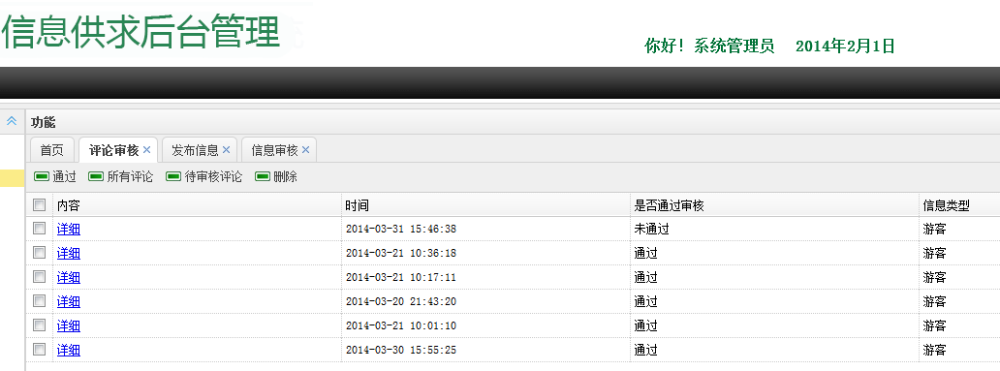 信息供求后台管理
你好! 系统管理员 2014年2月1日
功能
首页 评论审核 发布信息 信息审核
通过 所有评论 待审核评论 删除
内容 时间 是否通过审核 信息类型
详细 2014-03-31 15:46:38 未通过 游客
详细 2014-03-21 10:36:18 通过 游客
详细 2014-03-21 10:17:11 通过 游客
详细 2014-03-20 21:43:20 通过 游客
详细 2014-03-21 10:01:10 通过 游客
详细 2014-03-30 15:55:25 通过 游客